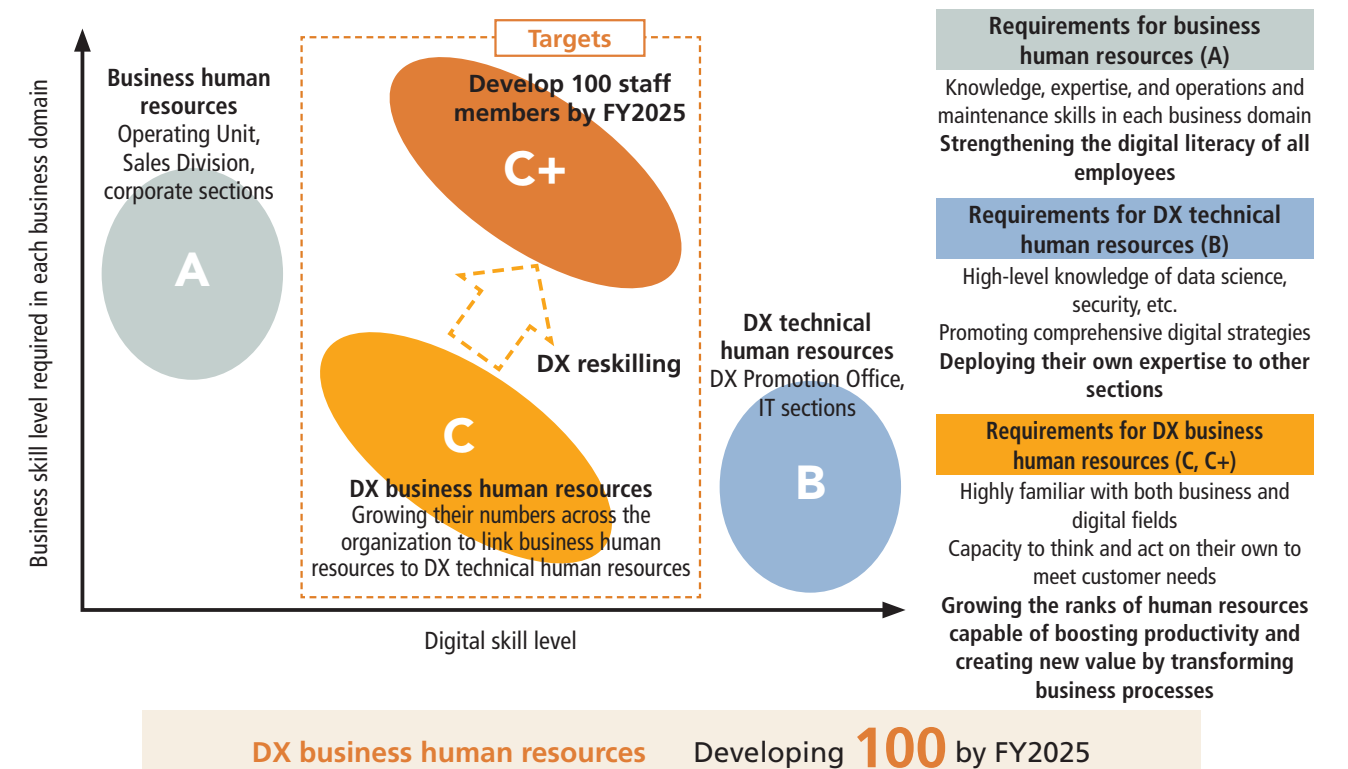 Business skill level required in each business domain
Business human
resources
Operating Unit,
Sales Division,
corporate sections
A
Targets
Develop 100 staff
members by FY2025
C+
DX reskilling
C
DX business human resources
Growing their numbers across the
organization to link business human
resources to DX technical human resources
DX technical
human resources
DX Promotion Office,
IT sections
B
Digital skill level
Requirements for business
human resources (A)
Knowledge, expertise, and operations and
maintenance skills in each business domain
Strengthening the digital literacy of all
employees
Requirements for DX technical
human resources (B)
High-level knowledge of data science,
security, etc.
Promoting comprehensive digital strategies
Deploying their own expertise to other
sections
Requirements for DX business
human resources (C, C+)
Highly familiar with both business and
digital fields
Capacity to think and act on their own to
meet customer needs
Growing the ranks of human resources
capable of boosting productivity and
creating new value by transforming
business processes
DX business human resources Developing 100 by FY2025